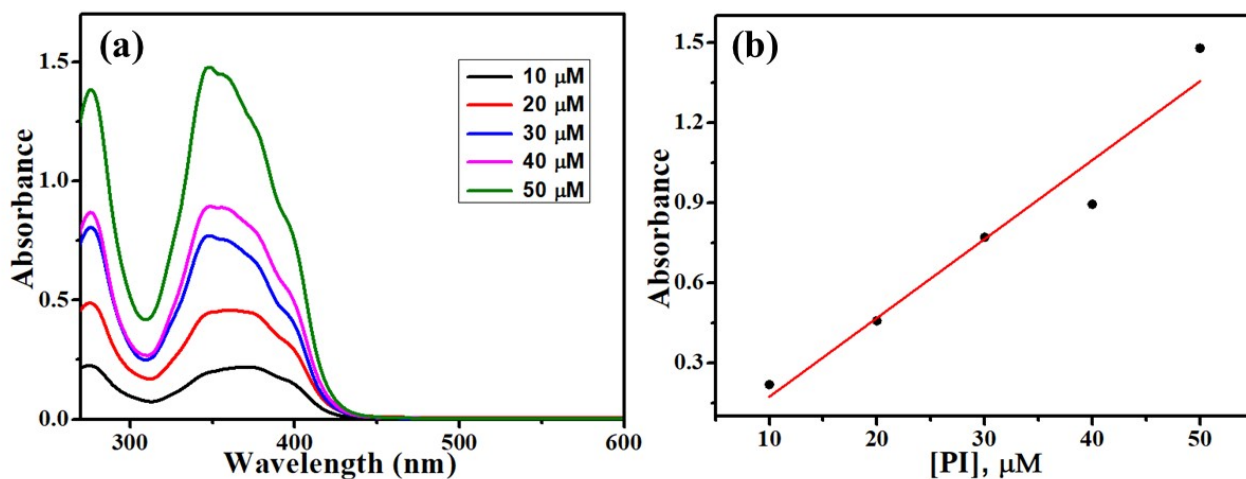 (a)
Absorbance
1.5
1.0
0.5
0.0
10 μM
20 μM
30 μM
40 μM
50 μM
300 400 500 600
Wavelength (nm)
(b)
Absorbance
1.5
1.2
0.9
0.6
0.3
10 20 30 40 50
[PI], μM